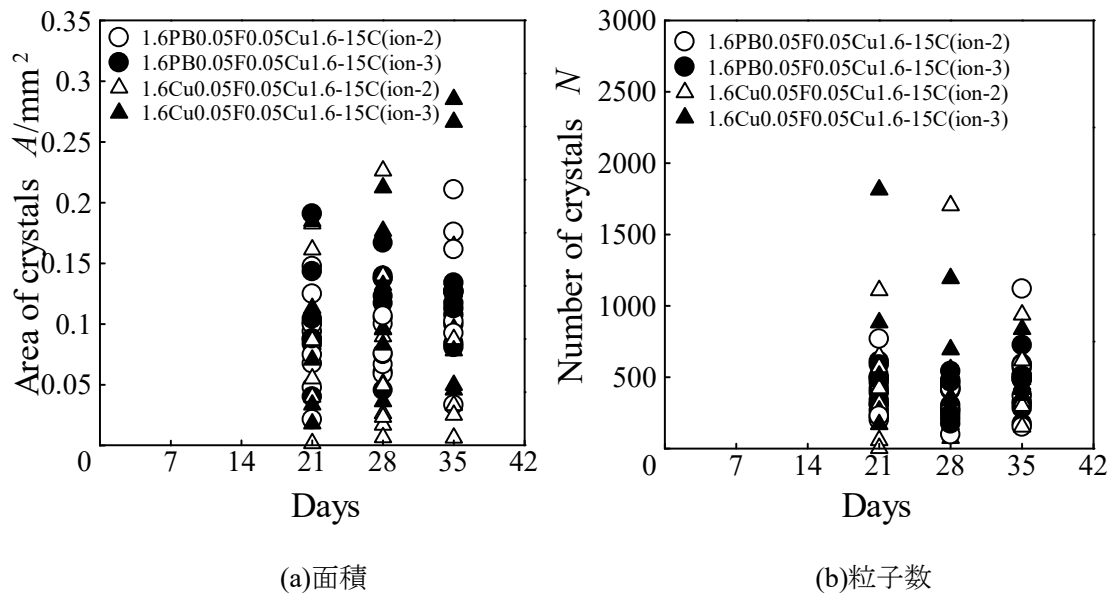 0.35
0.3
0.25
0.2
0.15
0.1
0.05
0
Area of crystals A/mm²
1.6PB0.05F0.05Cu1.6-15C(ion-2)
1.6PB0.05F0.05Cu1.6-15C(ion-3)
1.6Cu0.05F0.05Cu1.6-15C(ion-2)
1.6Cu0.05F0.05Cu1.6-15C(ion-3)
7 14 21 28 35 42
Days
(a)面積
3000
2500
2000
1500
1000
500
0
Number of crystals N
1.6PB0.05F0.05Cu1.6-15C(ion-2)
1.6PB0.05F0.05Cu1.6-15C(ion-3)
1.6Cu0.05F0.05Cu1.6-15C(ion-2)
1.6Cu0.05F0.05Cu1.6-15C(ion-3)
7 14 21 28 35 42
Days
(b)粒子数